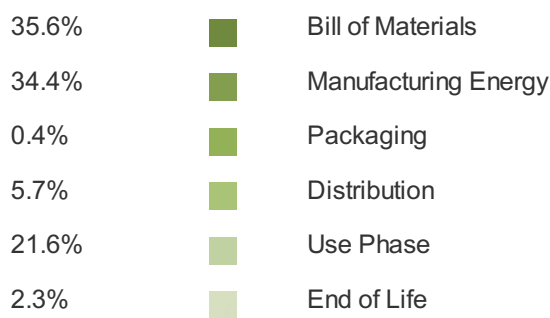 35.6% Bill of Materials
34.4% Manufacturing Energy
0.4% Packaging
5.7% Distribution
21.6% Use Phase
2.3% End of Life